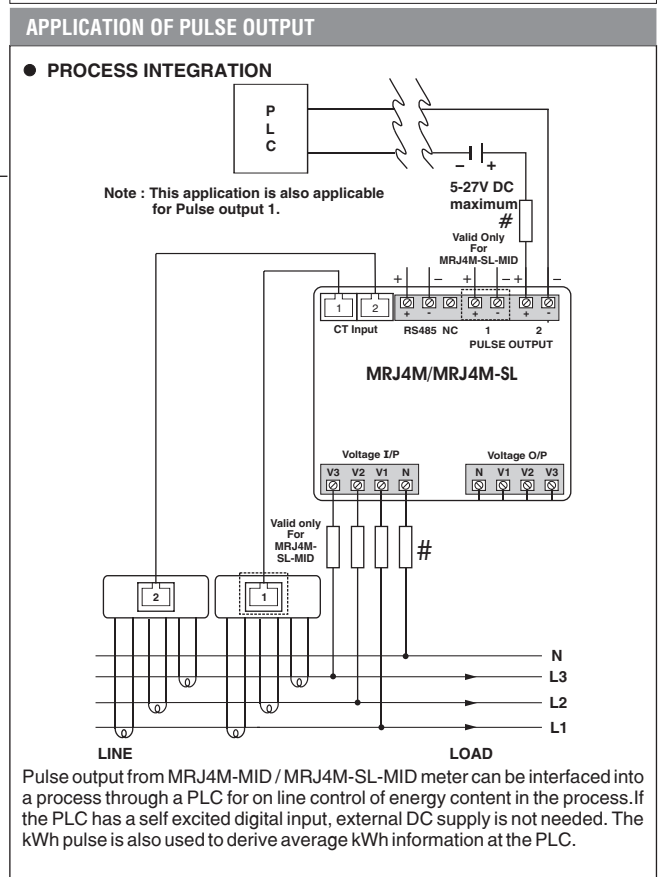 APPLICATION OF PULSE OUTPUT
● PROCESS INTEGRATION
P
L
C
Note : This application is also applicable
for Pulse output 1.
– +
5-27V DC
maximum
#
Valid Only
For
MRJ4M-SL-MID
+ – + – + –
1 2
+ - + - + -
CT Input RS485 NC 1 2
PULSE OUTPUT
MRJ4M/MRJ4M-SL
Voltage I/P Voltage O/P
V3 V2 V1 N N V1 V2 V3
Valid only
For
MRJ4M-
SL-MID
#
2 1
N
L3
L2
L1
LINE LOAD
Pulse output from MRJ4M-MID / MRJ4M-SL-MID meter can be interfaced into
a process through a PLC for on line control of energy content in the process.If
the PLC has a self excited digital input, external DC supply is not needed. The
kWh pulse is also used to derive average kWh information at the PLC.